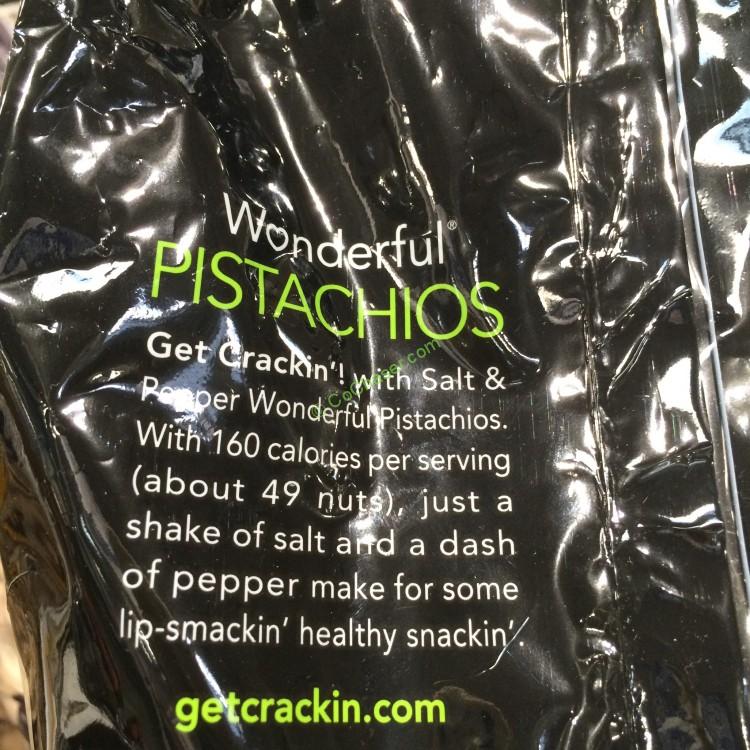 Wonderful®
PISTACHIOS
Get Crackin'! with Salt &
Pepper Wonderful Pistachios.
With 160 calories per serving
(about 49 nuts), just a
shake of salt and a dash
of pepper make for some
lip-smackin' healthy snackin'.
getcrackin.com